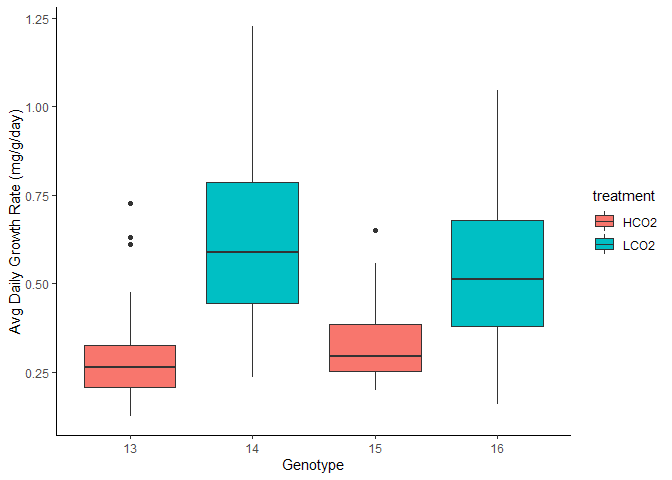 1.25
1.00
0.75
0.50
0.25
Avg Daily Growth Rate (mg/g/day)
13 14 15 16
Genotype
treatment
HCO2
LCO2